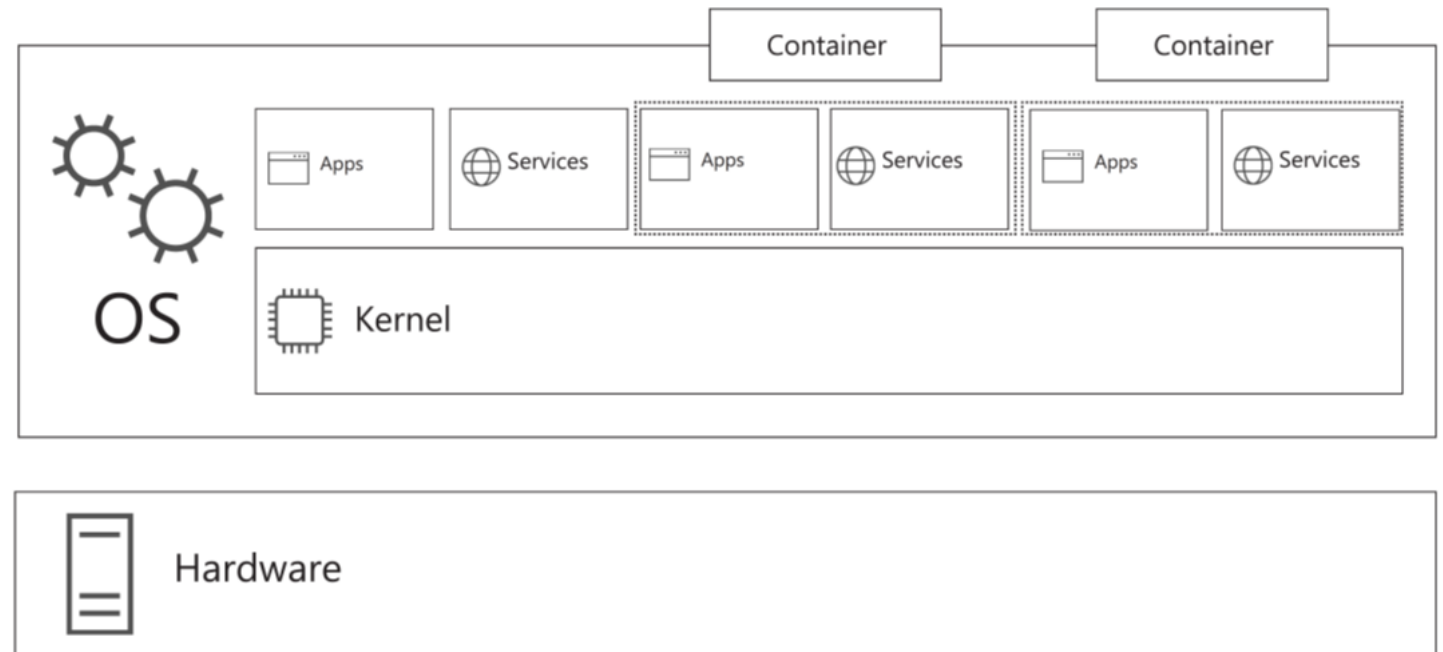 Container
Container
Apps
Services
Apps
Services
Apps
Services
OS
Kernel
Hardware